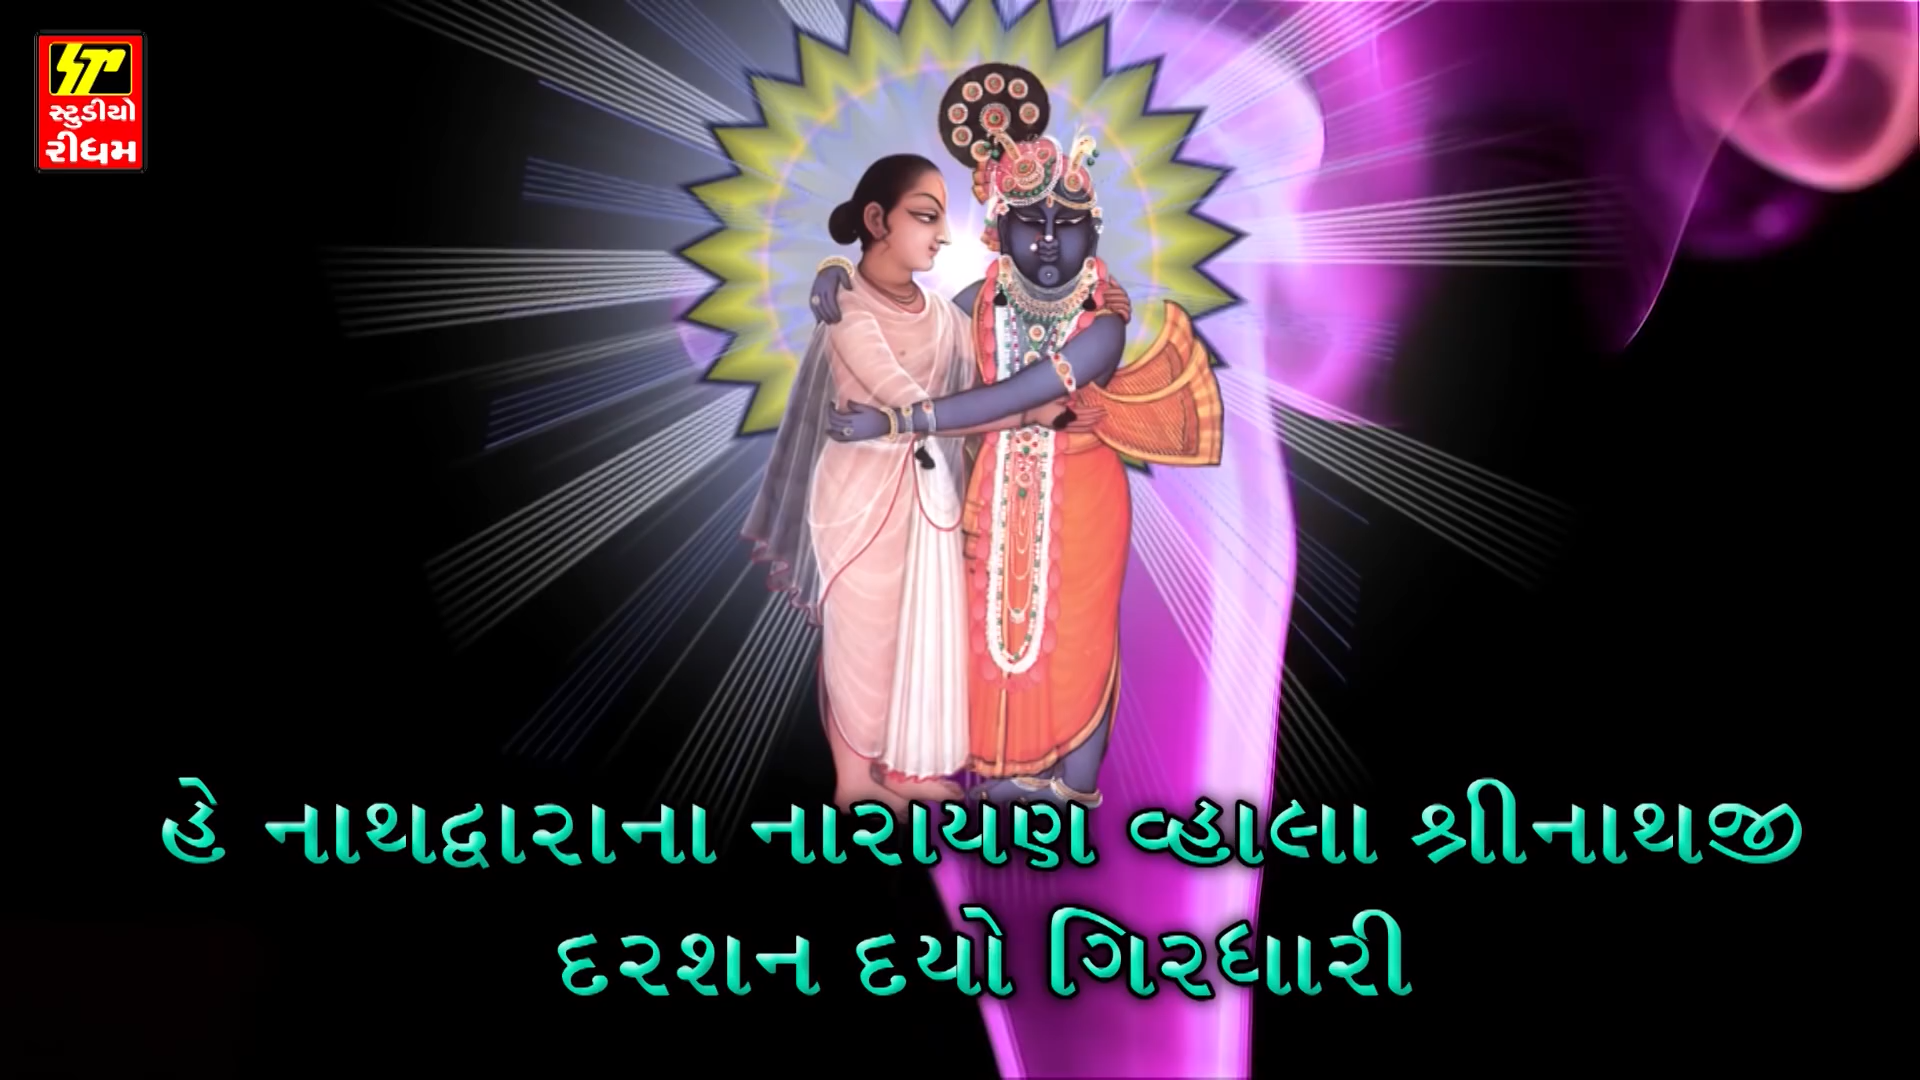 સ્ટુડીયો
રીધમ
હે નાથદ્વારાના નારાયણ વ્હાલા શ્રીનાથજી
દરશન દયો ગિરધારી